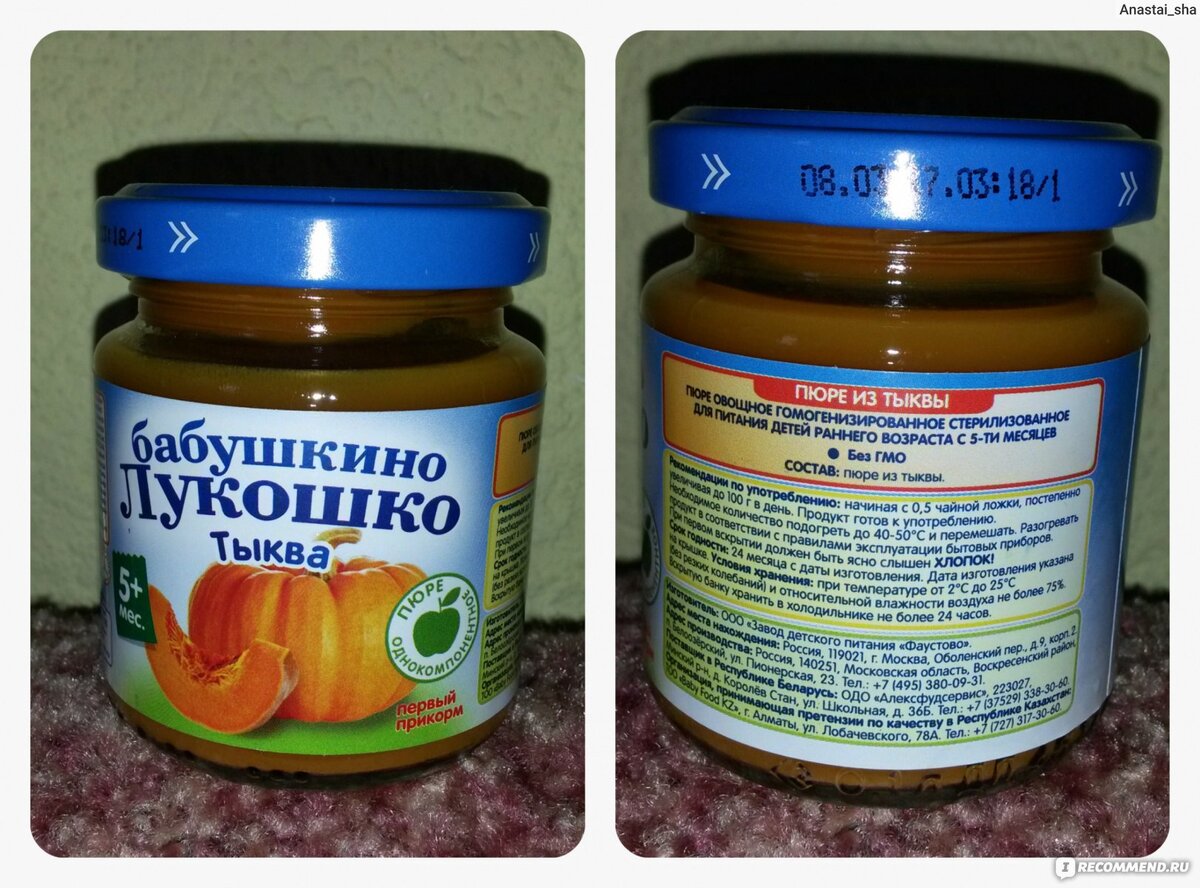 Anastai_sha
3:18/1
бабушкино
Лукошко
Тыква
5+
мес.
ПЮРЕ
ОДНОКОМПОНЕНТНОЕ
первый
прикорм
03:18/1
ПЮРЕ ИЗ ТЫКВЫ
ПЮРЕ ОВОЩНОЕ ГОМОГЕНИЗИРОВАННОЕ СТЕРИЛИЗОВАННОЕ
ДЛЯ ПИТАНИЯ ДЕТЕЙ РАННЕГО ВОЗРАСТА С 5-ТИ МЕСЯЦЕВ
● Без ГМО
СОСТАВ: пюре из тыквы.
Рекомендации по употреблению: начиная с 0,5 чайной ложки, постепенно
увеличивая до 100 г в день. Продукт готов к употреблению.
Необходимое количество подогреть до 40-50°С и перемешать. Разогревать
продукт в соответствии с правилами эксплуатации бытовых приборов.
При первом вскрытии должен быть ясно слышен ХЛОПОК!
Срок годности: 24 месяца с даты изготовления. Дата изготовления указана
на крышке. Условия хранения: при температуре от 2°С до 25°С
(без резких колебаний) и относительной влажности воздуха не более 75%.
Вскрытую банку хранить в холодильнике не более 24 часов.
Изготовитель: ООО «Завод детского питания «Фаустово».
Адрес места нахождения: Россия, 119021, г. Москва, Оболенский пер., д.9, корп.2
Адрес производства: Россия, 140251, Московская область, Воскресенский район,
г. Белоозёрский, ул. Пионерская, 23. Тел.: +7 (495) 380-09-31.
Поставщик в Республике Беларусь: ОДО «Алексфудсервис», 223027,
Минский р-н, д. Королёв Стан, ул. Школьная, д. 36Б. Тел.: +7 (37529) 338-30-60.
Организация, принимающая претензии по качеству в Республике Казахстан:
ТОО «Baby Food KZ», г. Алматы, ул. Лобачевского, 78А. Тел.: +7 (727) 317-30-60.
IRECOMMEND.RU